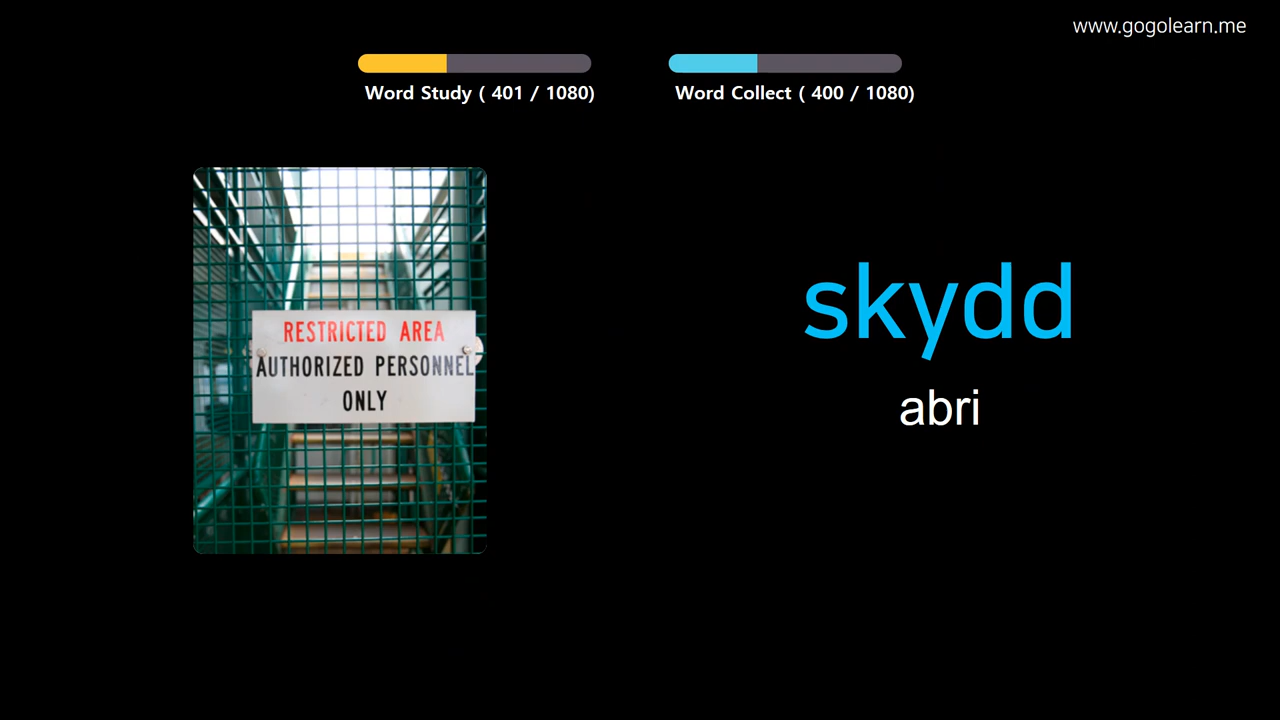 www.gogolearn.me
Word Study ( 401 / 1080)
Word Collect ( 400 / 1080)
RESTRICTED AREA
AUTHORIZED PERSONNEL
ONLY
skydd
abri